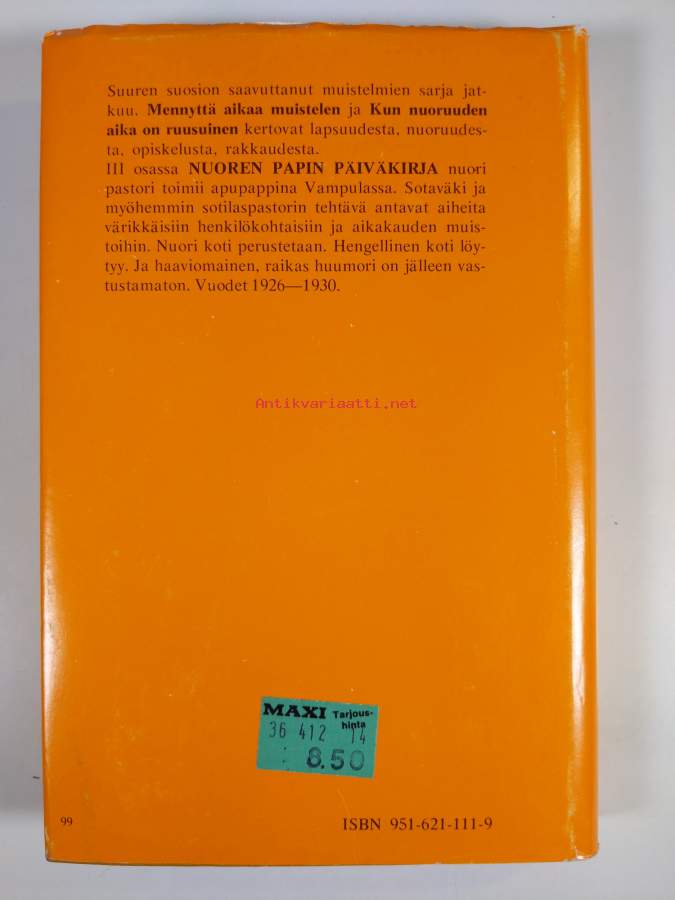 Suuren suosion saavuttanut muistelmien sarja jat-
kuu. Mennyttä aikaa muistelen ja Kun nuoruuden
aika on ruusuinen kertovat lapsuudesta, nuoruudes-
ta, opiskelusta, rakkaudesta.
III osassa NUOREN PAPIN PÄIVÄKIRJA nuori
pastori toimii apupappina Vampulassa. Sotaväki ja
myöhemmin sotilaspastorin tehtävä antavat aiheita
värikkäisiin henkilökohtaisiin ja aikakauden muis-
toihin. Nuori koti perustetaan. Hengellinen koti löy-
tyy. Ja haaviomainen, raikas huumori on jälleen vas-
tustamaton. Vuodet 1926—1930.
Antikvariaatti.net
MAXI Tarjous-
hinta
36 412 14
: 8.50
99
ISBN 951-621-111-9